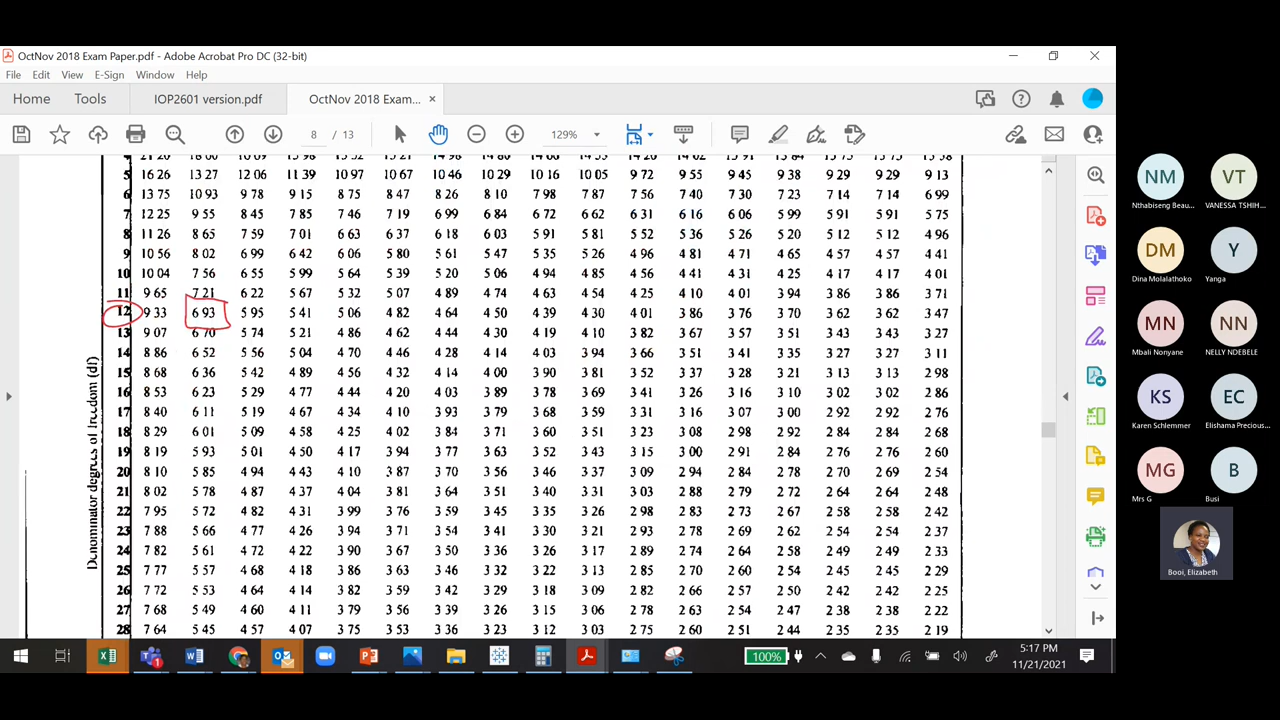 OctNov 2018 Exam Paper.pdf - Adobe Acrobat Pro DC (32-bit)
File Edit View E-Sign Window Help
Home Tools IOP2601 version.pdf OctNov 2018 Exam...
8 / 13 129%
5 16 26 13 27 12 06 11 39 10 97 10 67 10 46 10 29 10 16 10 05 9 72 9 55 9 45 9 38 9 29 9 29 9 13
6 13 75 10 93 9 78 9 15 8 75 8 47 8 26 8 10 7 98 7 87 7 56 7 40 7 30 7 23 7 14 7 14 6 99
7 12 25 9 55 8 45 7 85 7 46 7 19 6 99 6 84 6 72 6 62 6 31 6 16 6 06 5 99 5 91 5 91 5 75
8 11 26 8 65 7 59 7 01 6 63 6 37 6 18 6 03 5 91 5 81 5 52 5 36 5 26 5 20 5 12 5 12 4 96
9 10 56 8 02 6 99 6 42 6 06 5 80 5 61 5 47 5 35 5 26 4 96 4 81 4 71 4 65 4 57 4 57 4 41
10 10 04 7 56 6 55 5 99 5 64 5 39 5 20 5 06 4 94 4 85 4 56 4 41 4 31 4 25 4 17 4 17 4 01
11 9 65 7 21 6 22 5 67 5 32 5 07 4 89 4 74 4 63 4 54 4 25 4 10 4 01 3 94 3 86 3 86 3 71
12 9 33 6 93 5 95 5 41 5 06 4 82 4 64 4 50 4 39 4 30 4 01 3 86 3 76 3 70 3 62 3 62 3 47
13 9 07 6 70 5 74 5 21 4 86 4 62 4 44 4 30 4 19 4 10 3 82 3 67 3 57 3 51 3 43 3 43 3 27
14 8 86 6 52 5 56 5 04 4 70 4 46 4 28 4 14 4 03 3 94 3 66 3 51 3 41 3 35 3 27 3 27 3 11
15 8 68 6 36 5 42 4 89 4 56 4 32 4 14 4 00 3 90 3 81 3 52 3 37 3 28 3 21 3 13 3 13 2 98
16 8 53 6 23 5 29 4 77 4 44 4 20 4 03 3 89 3 78 3 69 3 41 3 26 3 16 3 10 3 02 3 02 2 86
17 8 40 6 11 5 19 4 67 4 34 4 10 3 93 3 79 3 68 3 59 3 31 3 16 3 07 3 00 2 92 2 92 2 76
18 8 29 6 01 5 09 4 58 4 25 4 02 3 84 3 71 3 60 3 51 3 23 3 08 2 98 2 92 2 84 2 84 2 68
19 8 19 5 93 5 01 4 50 4 17 3 94 3 77 3 63 3 52 3 43 3 15 3 00 2 91 2 84 2 76 2 76 2 60
20 8 10 5 85 4 94 4 43 4 10 3 87 3 70 3 56 3 46 3 37 3 09 2 94 2 84 2 78 2 70 2 69 2 54
21 8 02 5 78 4 87 4 37 4 04 3 81 3 64 3 51 3 40 3 31 3 03 2 88 2 79 2 72 2 64 2 64 2 48
22 7 95 5 72 4 82 4 31 3 99 3 76 3 59 3 45 3 35 3 26 2 98 2 83 2 73 2 67 2 58 2 58 2 42
23 7 88 5 66 4 77 4 26 3 94 3 71 3 54 3 41 3 30 3 21 2 93 2 78 2 69 2 62 2 54 2 54 2 37
24 7 82 5 61 4 72 4 22 3 90 3 67 3 50 3 36 3 26 3 17 2 89 2 74 2 64 2 58 2 49 2 49 2 33
25 7 77 5 57 4 68 4 18 3 86 3 63 3 46 3 33 3 22 3 13 2 85 2 70 2 60 2 54 2 45 2 45 2 29
26 7 72 5 53 4 64 4 14 3 82 3 59 3 42 3 29 3 18 3 09 2 82 2 66 2 57 2 50 2 42 2 42 2 25
27 7 68 5 49 4 60 4 11 3 79 3 56 3 39 3 26 3 15 3 06 2 78 2 63 2 54 2 47 2 38 2 38 2 22
28 7 64 5 45 4 57 4 07 3 75 3 53 3 36 3 23 3 12 3 03 2 75 2 60 2 51 2 44 2 35 2 35 2 19
Denominator degrees of freedom (df)
NM VT
Nthabiseng Beau... VANESSA TSHIH...
DM Y
Dina Molalathoko Yanga
MN NN
Mbali Nonyane NELLY NDEBELE
KS EC
Karen Schlemmer Elishama Precious...
MG B
Mrs G Busi
Booi, Elizabeth
100% 5:17 PM
11/21/2021